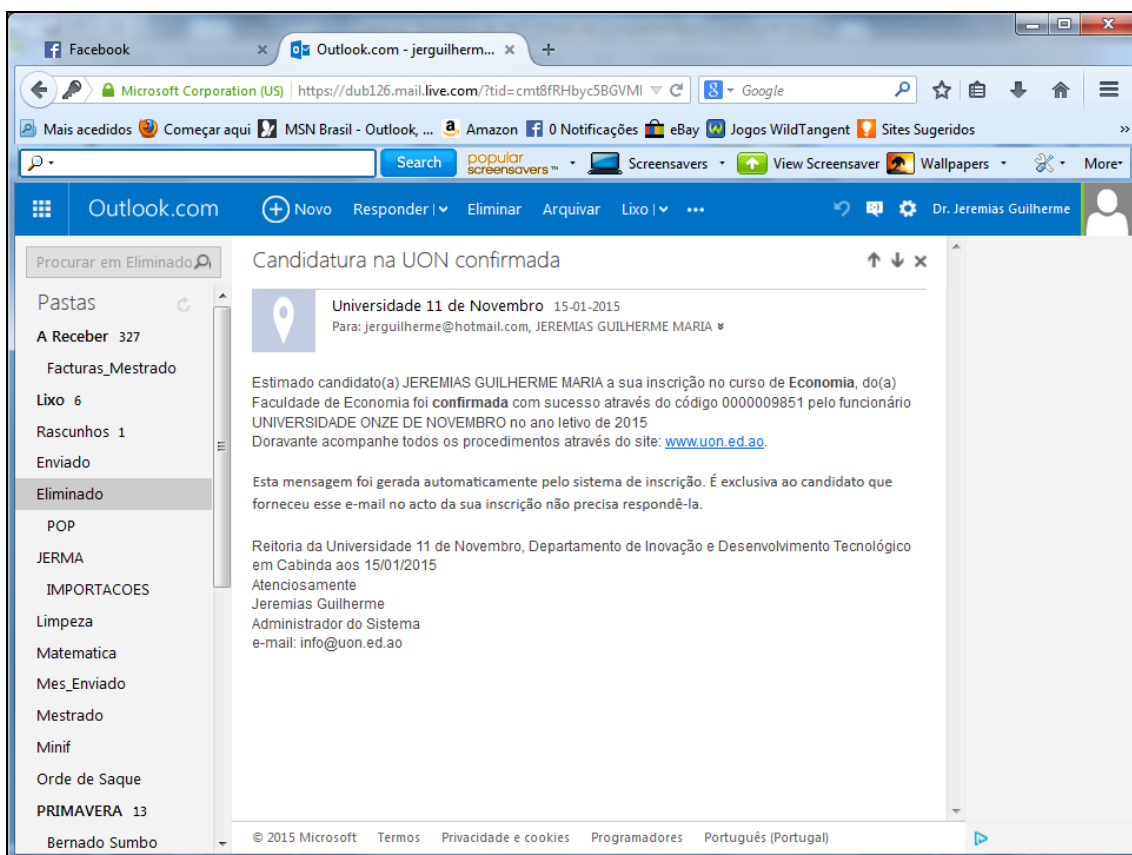 Facebook
Outlook.com - jerguilherm...
Microsoft Corporation (US) https://dub126.mail.live.com/?tid=cmt8fRHbyc5BGVMI Google
Mais acedidos Começar aqui MSN Brasil - Outlook, ... Amazon 0 Notificações eBay Jogos WildTangent Sites Sugeridos »
Search popular screensavers™ Screensavers View Screensaver Wallpapers More
Outlook.com Novo Responder Eliminar Arquivar Lixo ••• Dr. Jeremias Guilherme
Procurar em Eliminado
Pastas
A Receber 327
Facturas_Mestrado
Lixo 6
Rascunhos 1
Enviado
Eliminado
POP
JERMA
IMPORTACOES
Limpeza
Matematica
Mes_Enviado
Mestrado
Minif
Orde de Saque
PRIMAVERA 13
Bernado Sumbo
Candidatura na UON confirmada
Universidade 11 de Novembro 15-01-2015
Para: jerguilherme@hotmail.com, JEREMIAS GUILHERME MARIA
Estimado candidato(a) JEREMIAS GUILHERME MARIA a sua inscrição no curso de Economia, do(a)
Faculdade de Economia foi confirmada com sucesso através do código 0000009851 pelo funcionário
UNIVERSIDADE ONZE DE NOVEMBRO no ano letivo de 2015
Doravante acompanhe todos os procedimentos através do site: www.uon.ed.ao.
Esta mensagem foi gerada automaticamente pelo sistema de inscrição. É exclusiva ao candidato que
forneceu esse e-mail no acto da sua inscrição não precisa respondê-la.
Reitoria da Universidade 11 de Novembro, Departamento de Inovação e Desenvolvimento Tecnológico
em Cabinda aos 15/01/2015
Atenciosamente
Jeremias Guilherme
Administrador do Sistema
e-mail: info@uon.ed.ao
© 2015 Microsoft Termos Privacidade e cookies Programadores Português (Portugal)